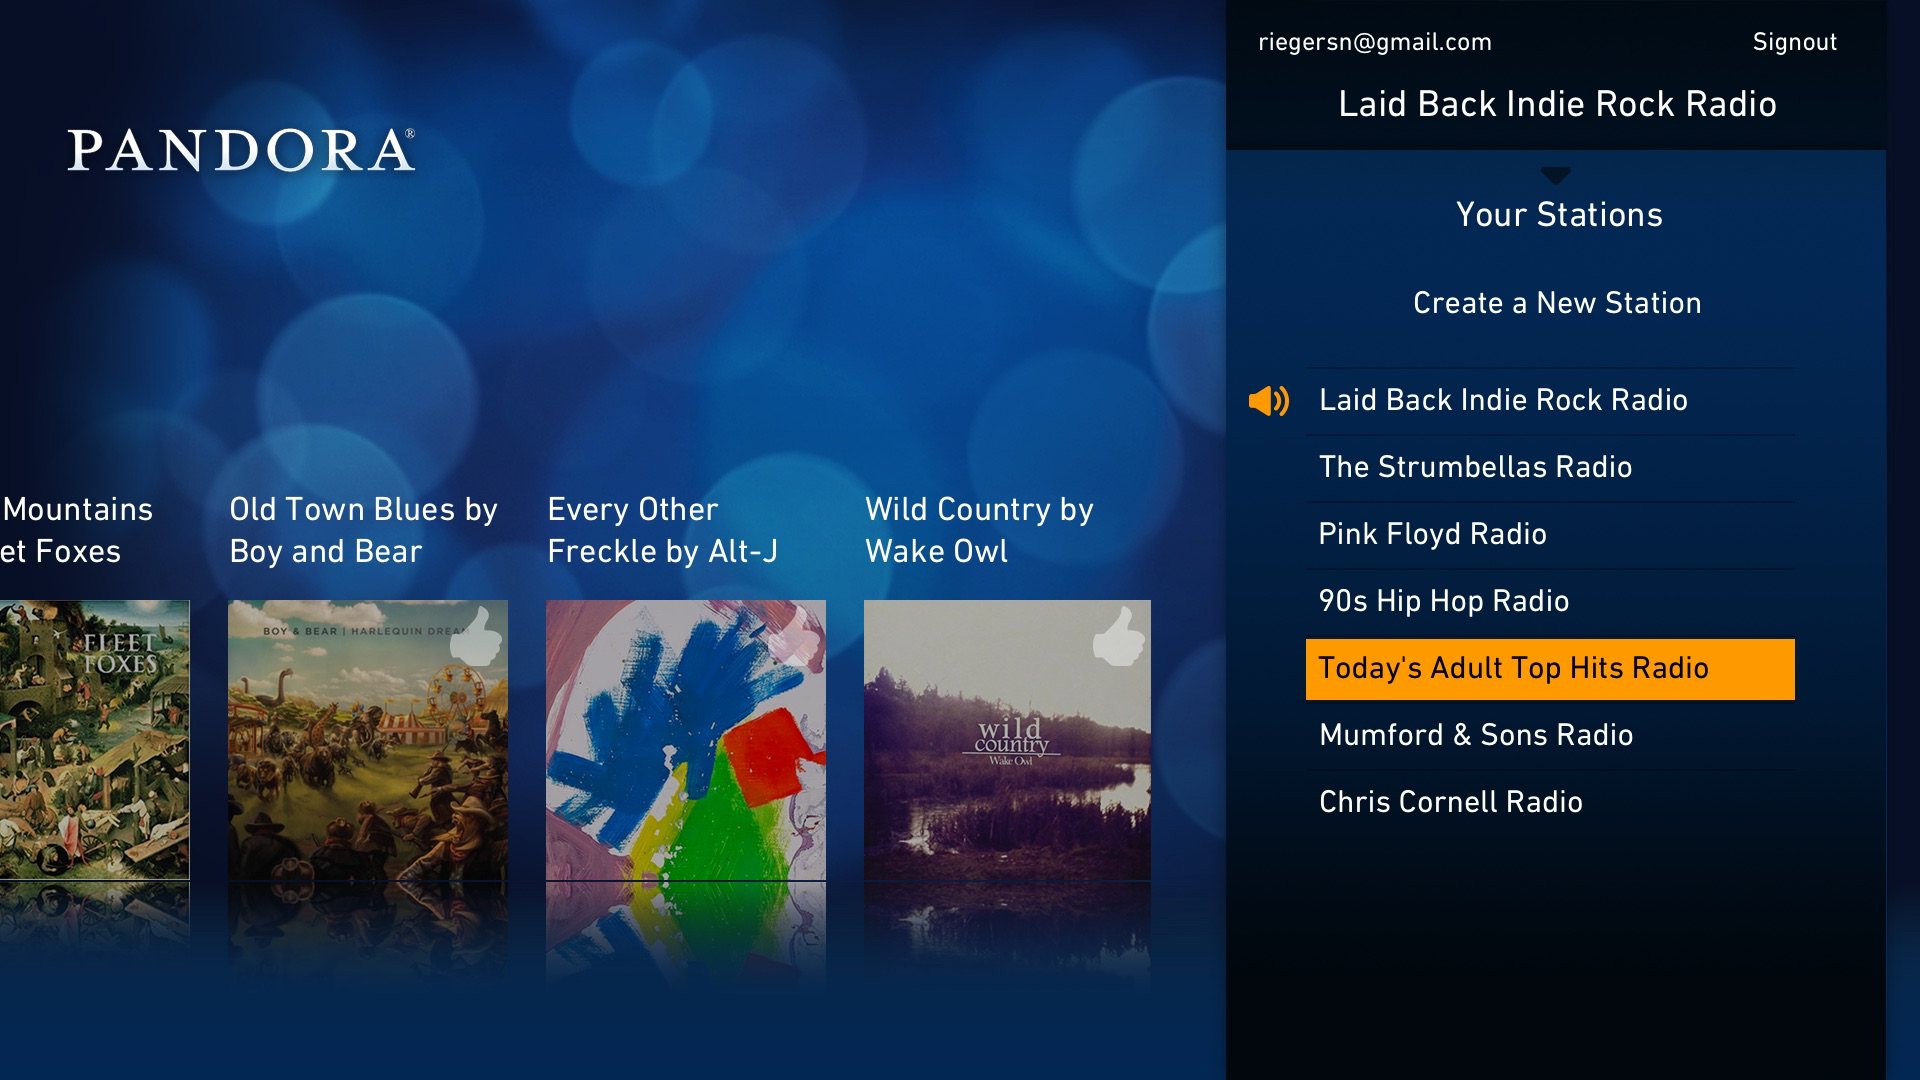 PANDORA®
Mountains
et Foxes
Old Town Blues by
Boy and Bear
Every Other
Freckle by Alt-J
Wild Country by
Wake Owl
FLEET
FOXES
BOY & BEAR | HARLEQUIN DREAM
wild
country
Wake Owl
riegersn@gmail.com
Signout
Laid Back Indie Rock Radio
Your Stations
Create a New Station
Laid Back Indie Rock Radio
The Strumbellas Radio
Pink Floyd Radio
90s Hip Hop Radio
Today's Adult Top Hits Radio
Mumford & Sons Radio
Chris Cornell Radio